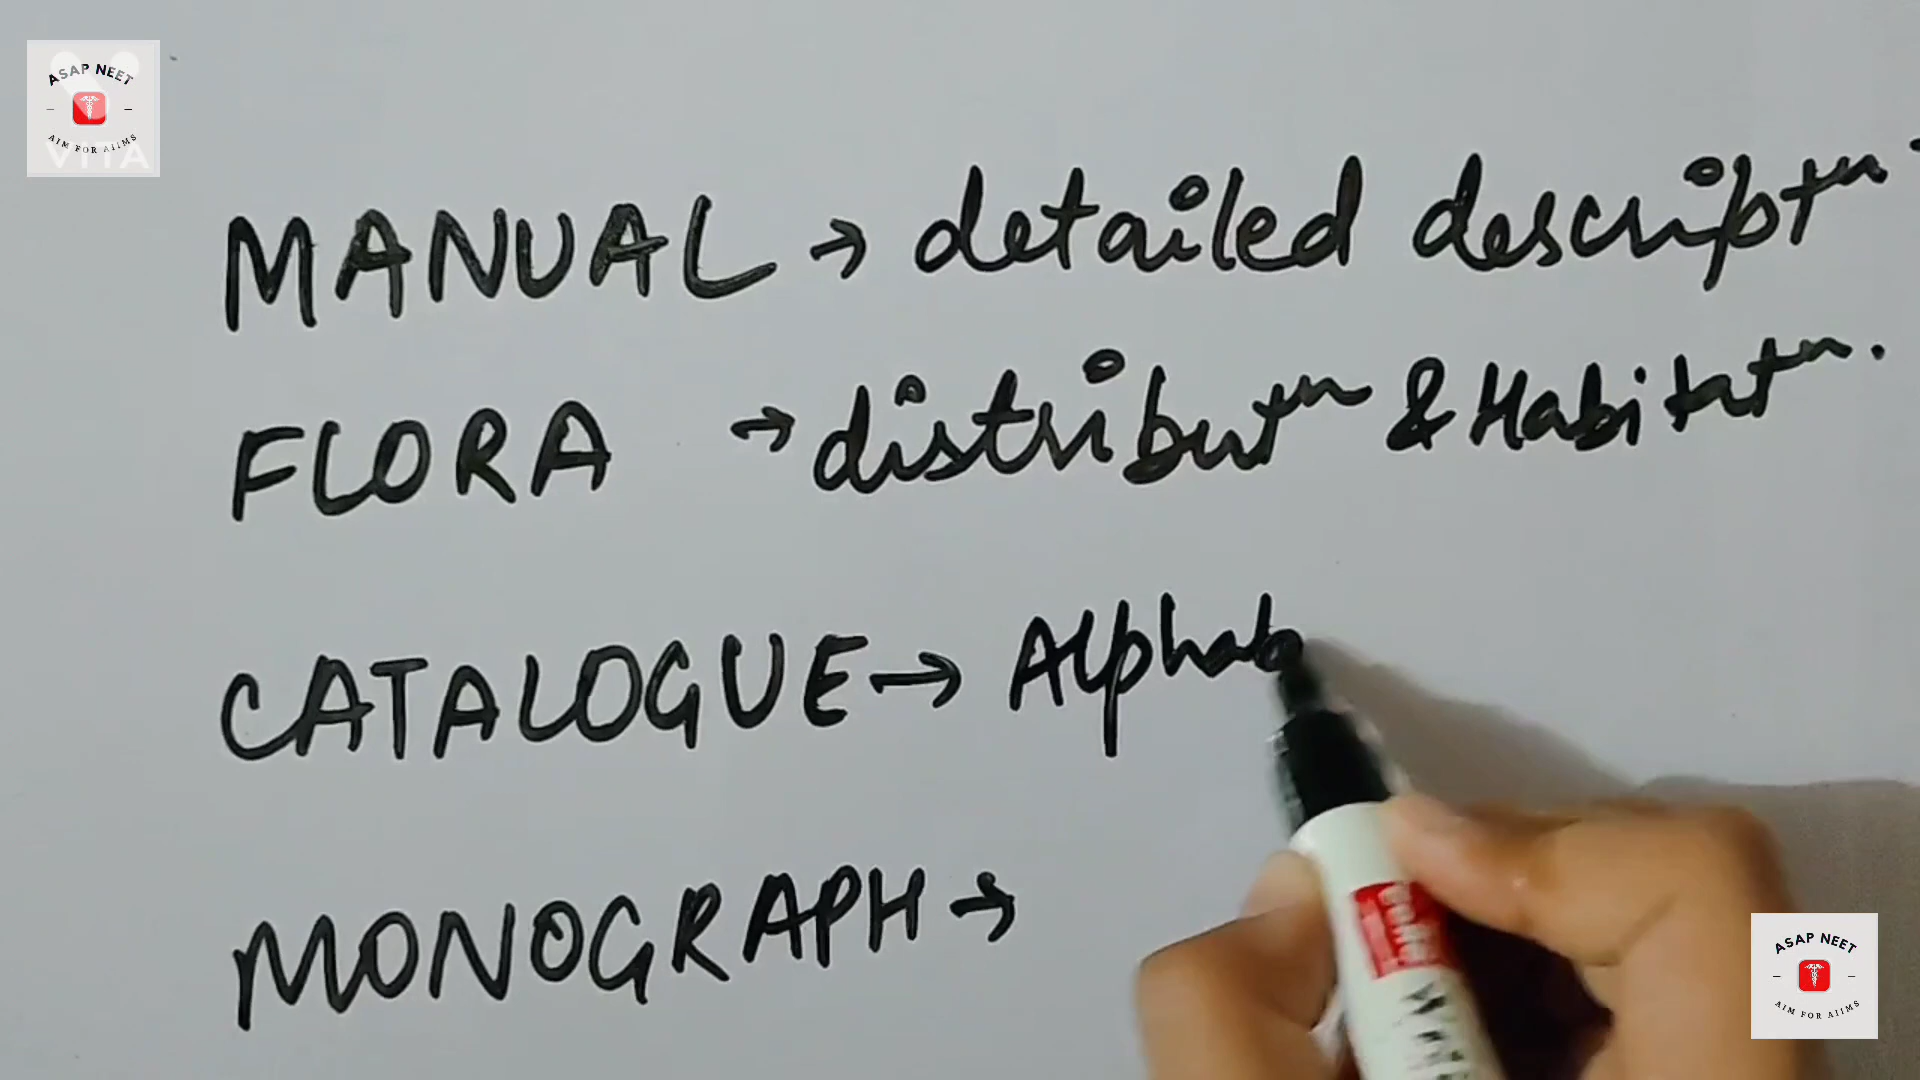 ASAP NEET
AIM FOR AIIMS
VITA
MANUAL → detailed descriptn
FLORA → distributn & Habitatn.
CATALOGUE → Alphab
MONOGRAPH →
ASAP NEET
AIM FOR AIIMS